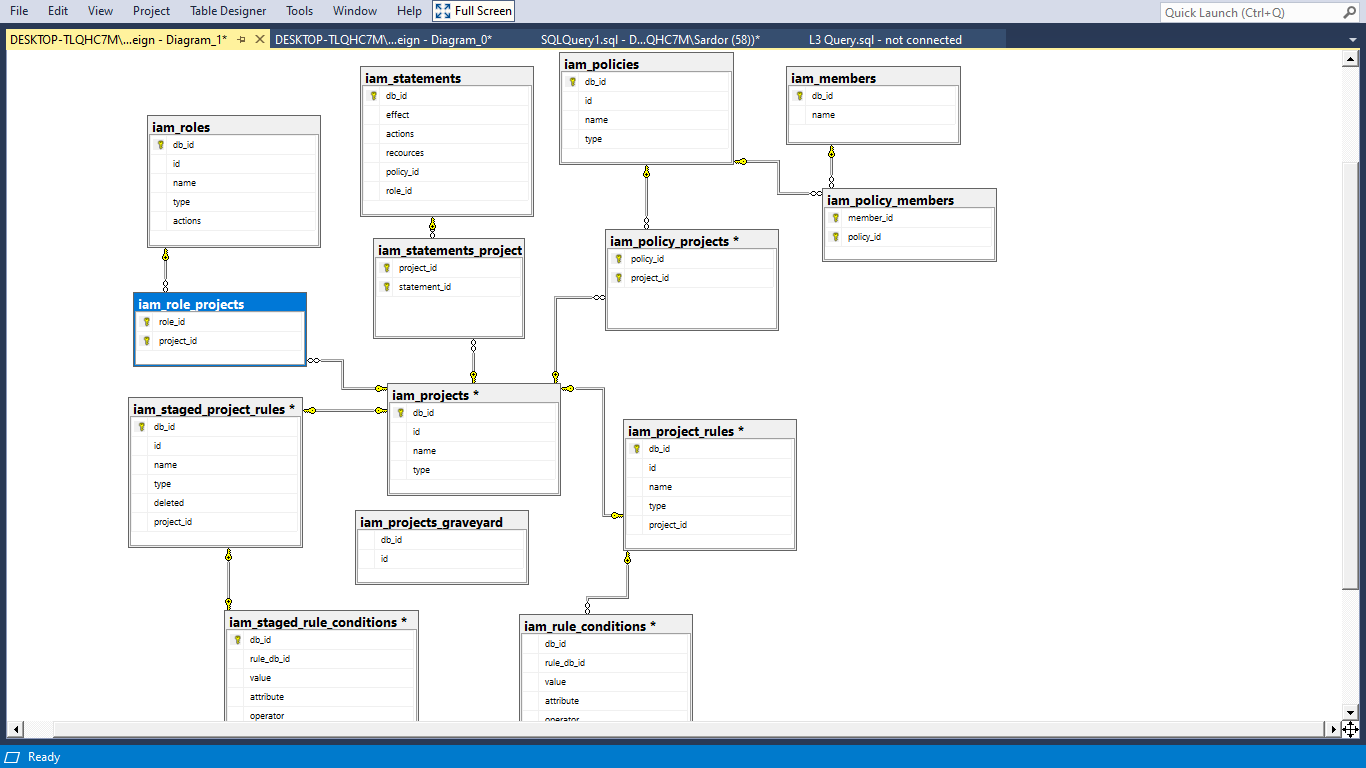 File Edit View Project Table Designer Tools Window Help Full Screen
Quick Launch (Ctrl+Q)
DESKTOP-TLQHC7M\...eign - Diagram_1* DESKTOP-TLQHC7M\...eign - Diagram_0* SQLQuery1.sql - D...QHC7M\Sardor (58))* L3 Query.sql - not connected
iam_roles
db_id
id
name
type
actions
iam_statements
db_id
effect
actions
recources
policy_id
role_id
iam_policies
db_id
id
name
type
iam_members
db_id
name
iam_policy_members
member_id
policy_id
iam_statements_project
project_id
statement_id
iam_policy_projects *
policy_id
project_id
iam_role_projects
role_id
project_id
iam_projects *
db_id
id
name
type
iam_staged_project_rules *
db_id
id
name
type
deleted
project_id
iam_project_rules *
db_id
id
name
type
project_id
iam_projects_graveyard
db_id
id
iam_staged_rule_conditions *
db_id
rule_db_id
value
attribute
operator
iam_rule_conditions *
db_id
rule_db_id
value
attribute
operator
Ready